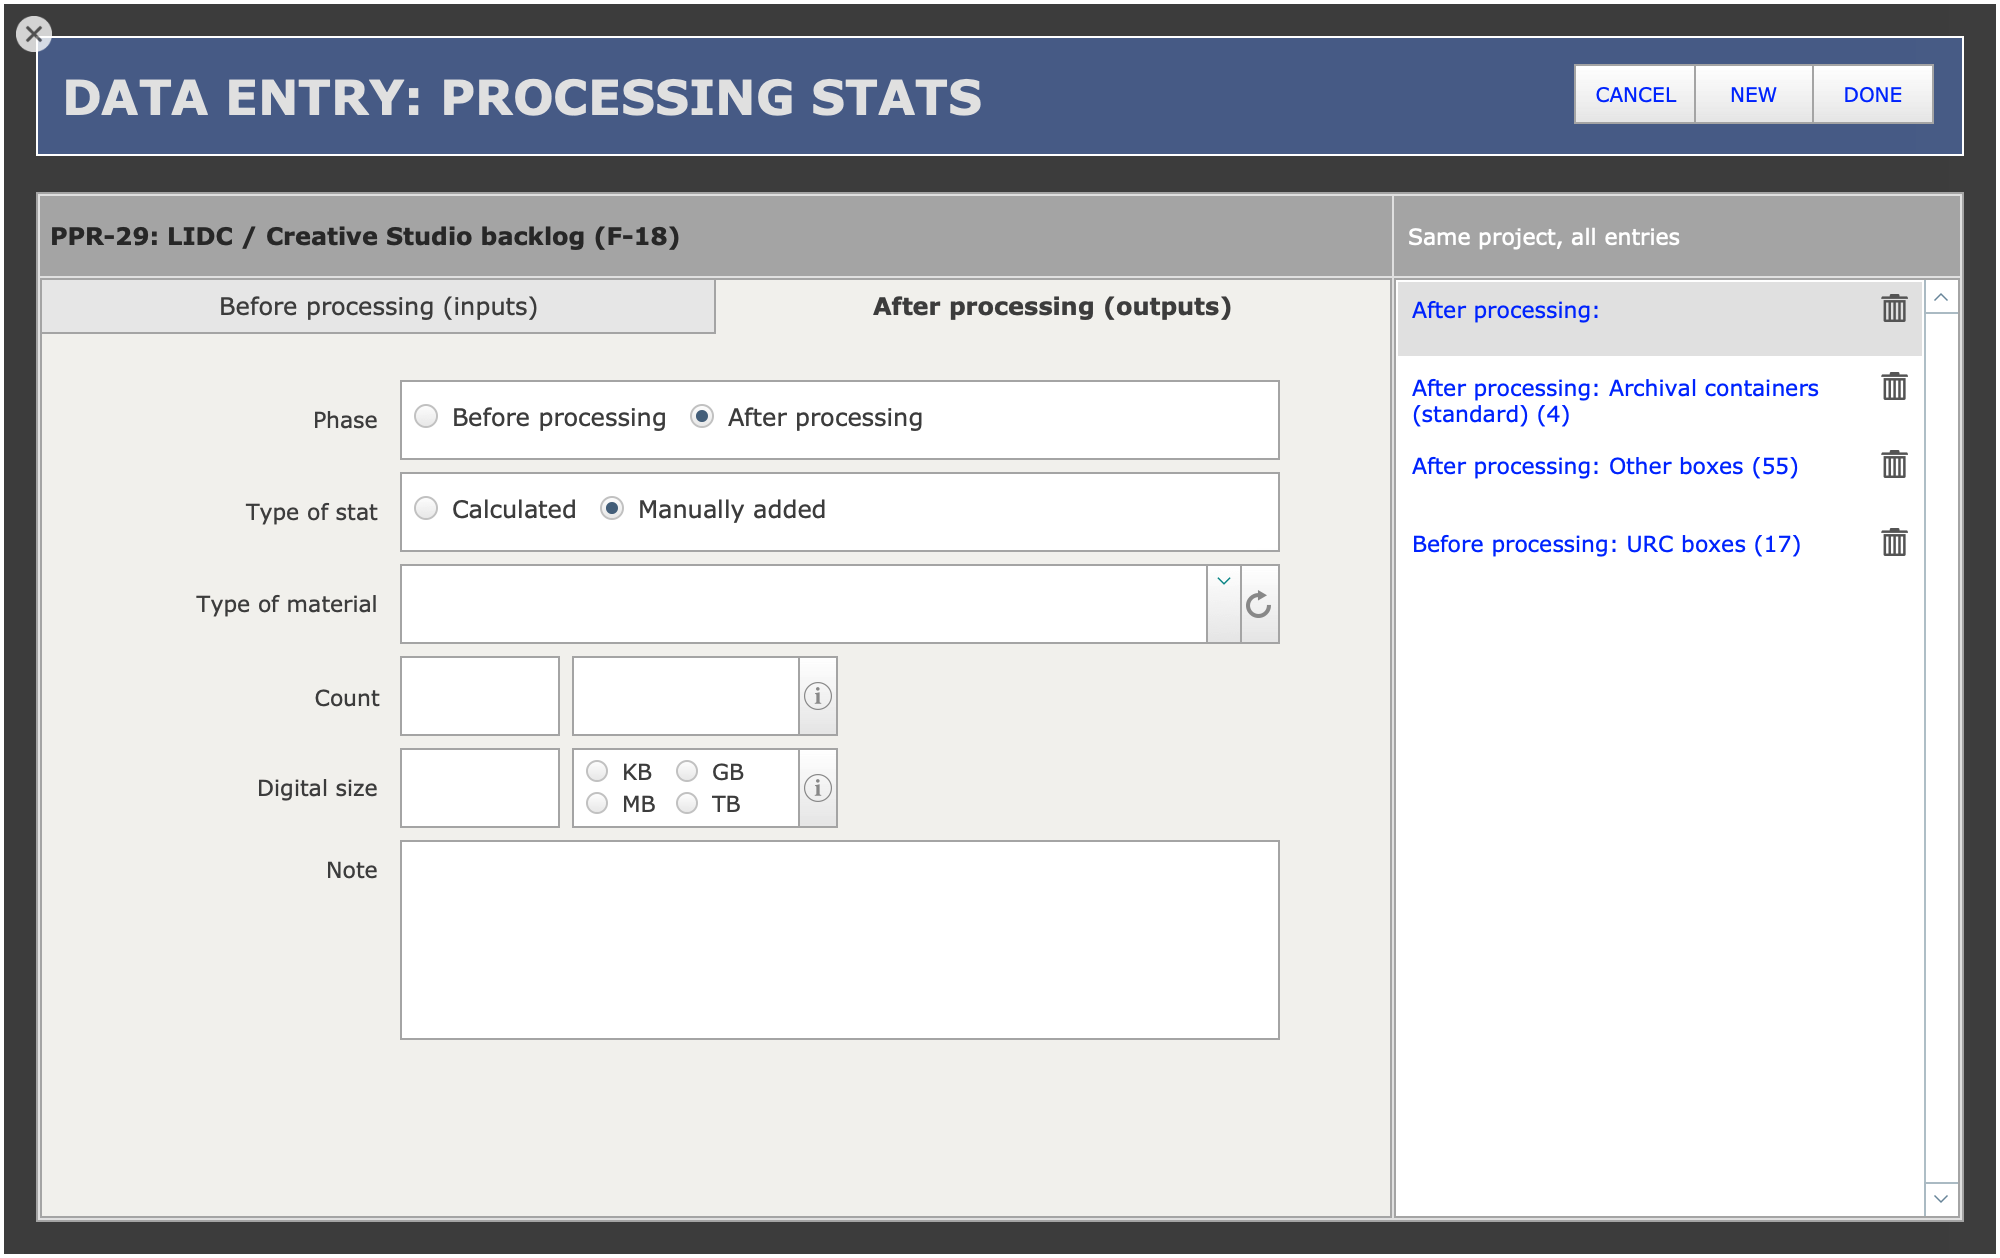 DATA ENTRY: PROCESSING STATS
CANCEL
NEW
DONE
PPR-29: LIDC / Creative Studio backlog (F-18)
Same project, all entries
Before processing (inputs)
After processing (outputs)
Phase
Before processing
After processing
Type of stat
Calculated
Manually added
Type of material
Count
Digital size
KB
GB
MB
TB
Note
After processing:
After processing: Archival containers
(standard) (4)
After processing: Other boxes (55)
Before processing: URC boxes (17)